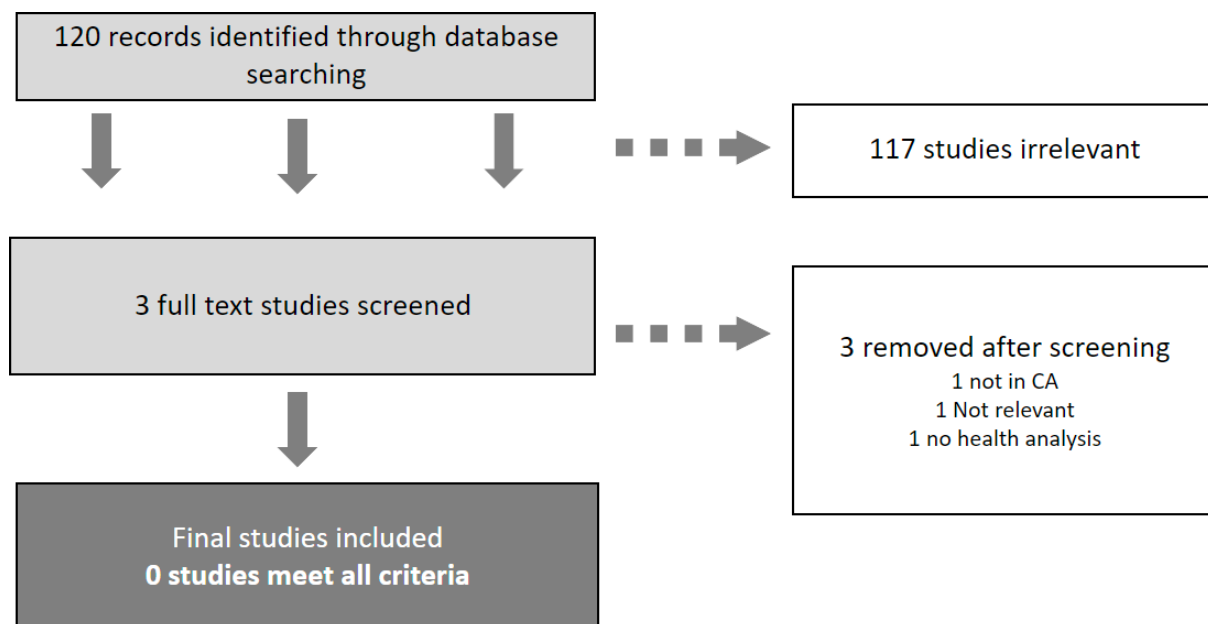 120 records identified through database
searching
117 studies irrelevant
3 full text studies screened
3 removed after screening
1 not in CA
1 Not relevant
1 no health analysis
Final studies included
0 studies meet all criteria